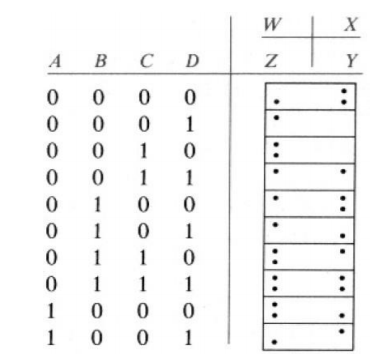 W X
A B C D Z Y
0 0 0 0
0 0 0 1
0 0 1 0
0 0 1 1
0 1 0 0
0 1 0 1
0 1 1 0
0 1 1 1
1 0 0 0
1 0 0 1